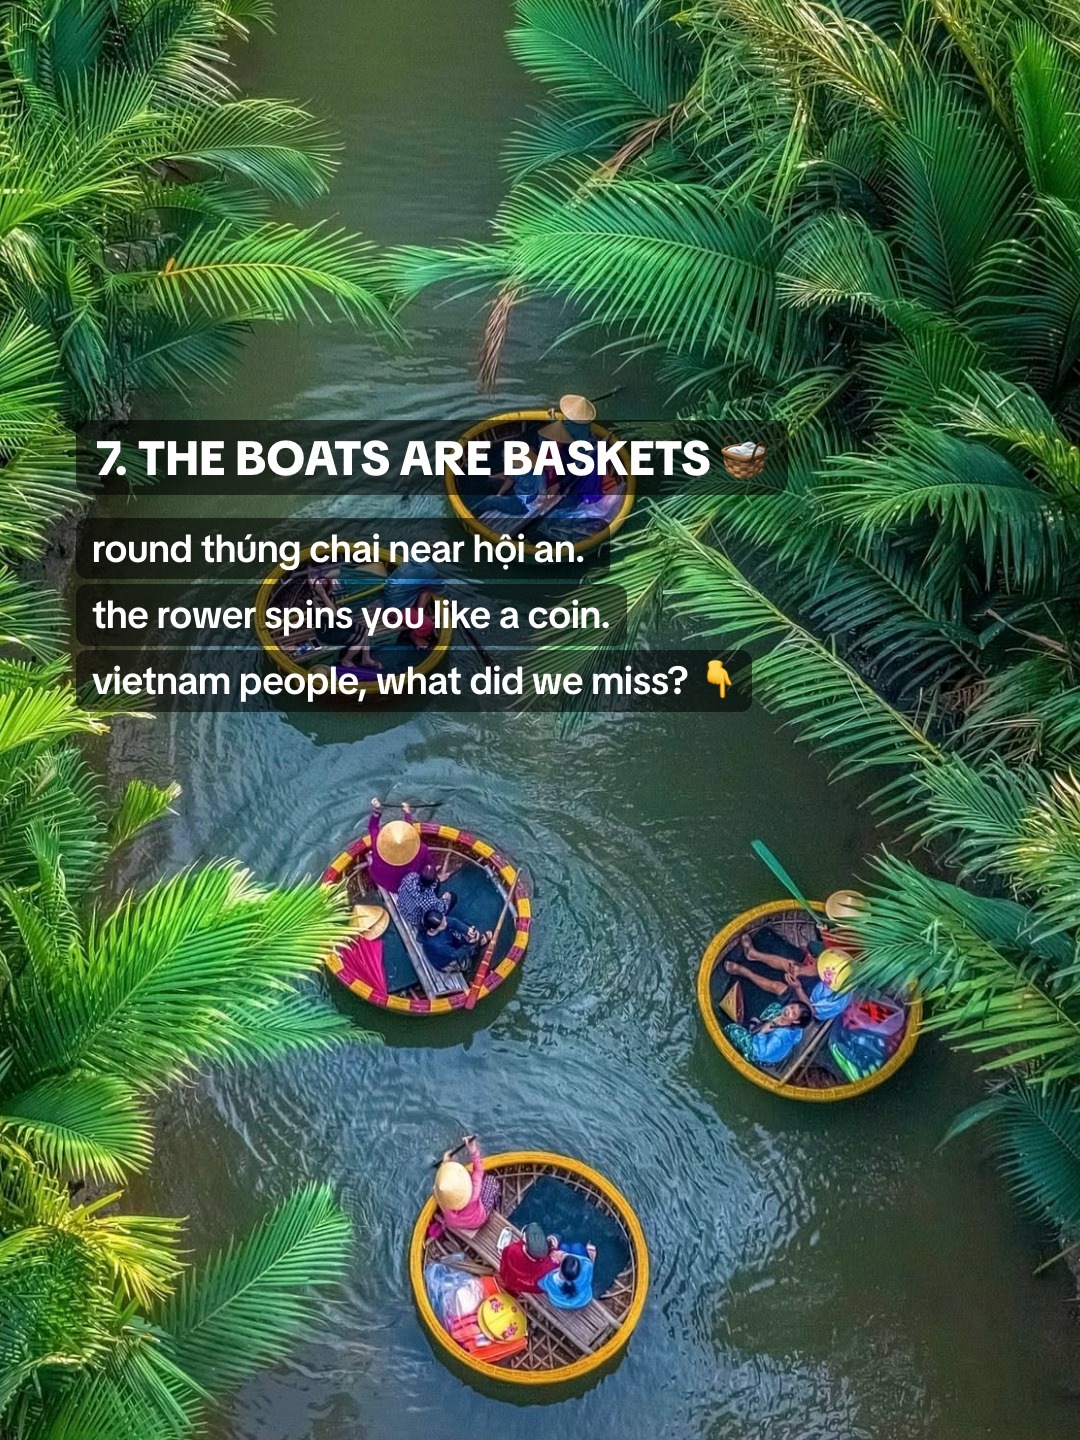 7. THE BOATS ARE BASKETS 🧺
round thúng chai near hội an.
the rower spins you like a coin.
vietnam people, what did we miss? 👇